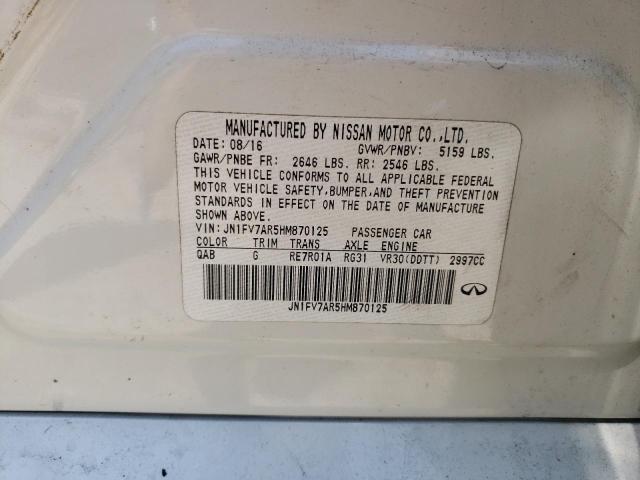 MANUFACTURED BY NISSAN MOTOR CO.,LTD.
DATE: 08/16 GVWR/PNBV: 5159 LBS.
GAWR/PNBE FR: 2646 LBS. RR: 2546 LBS.
THIS VEHICLE CONFORMS TO ALL APPLICABLE FEDERAL
MOTOR VEHICLE SAFETY,BUMPER,AND THEFT PREVENTION
STANDARDS IN EFFECT ON THE DATE OF MANUFACTURE
SHOWN ABOVE.
VIN: JN1FV7AR5HM870125 PASSENGER CAR
COLOR TRIM TRANS AXLE ENGINE
QAB G RE7R01A RG31 VR30(DDTT) 2997CC
JN1FV7AR5HM870125